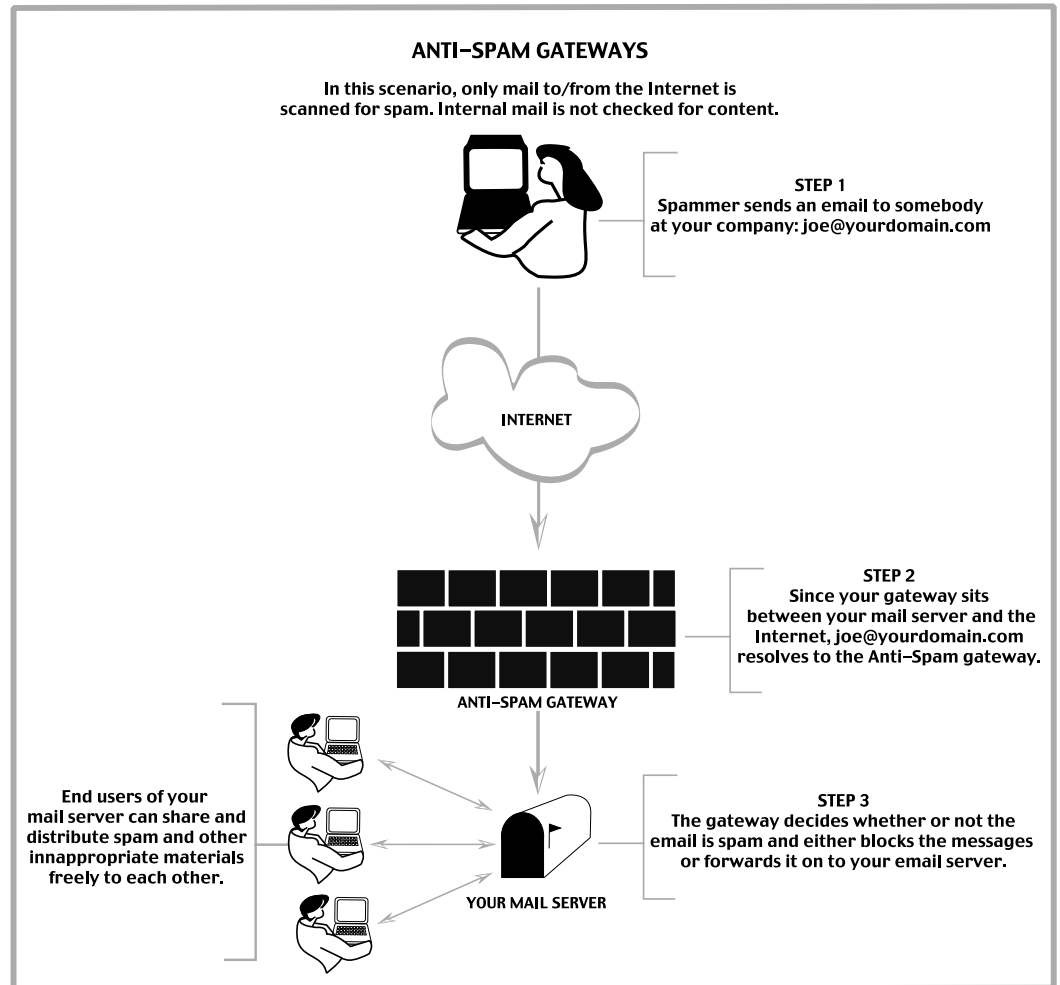 ANTI-SPAM GATEWAYS
In this scenario, only mail to/from the Internet is
scanned for spam. Internal mail is not checked for content.
STEP 1
Spammer sends an email to somebody
at your company: joe@yourdomain.com
INTERNET
STEP 2
Since your gateway sits
between your mail server and the
Internet, joe@yourdomain.com
resolves to the Anti-Spam gateway.
ANTI-SPAM GATEWAY
End users of your
mail server can share and
distribute spam and other
innappropriate materials
freely to each other.
STEP 3
The gateway decides whether or not the
email is spam and either blocks the messages
or forwards it on to your email server.
YOUR MAIL SERVER